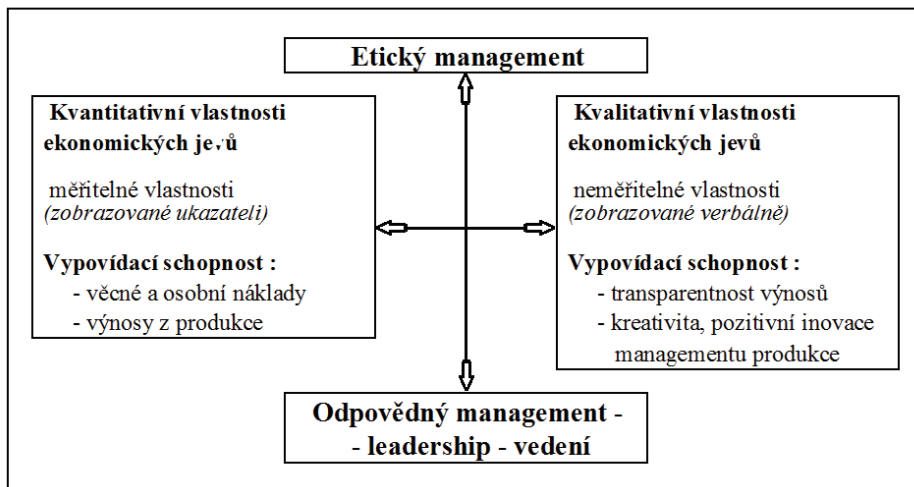 Etický management
Kvantitativní vlastnosti
ekonomických jevů
měřitelné vlastnosti
(zobrazované ukazateli)
Vypovídací schopnost :
- věcné a osobní náklady
- výnosy z produkce
Kvalitativní vlastnosti
ekonomických jevů
neměřitelné vlastnosti
(zobrazované verbálně)
Vypovídací schopnost :
- transparentnost výnosů
- kreativita, pozitivní inovace
managementu produkce
Odpovědný management -
- leadership - vedení